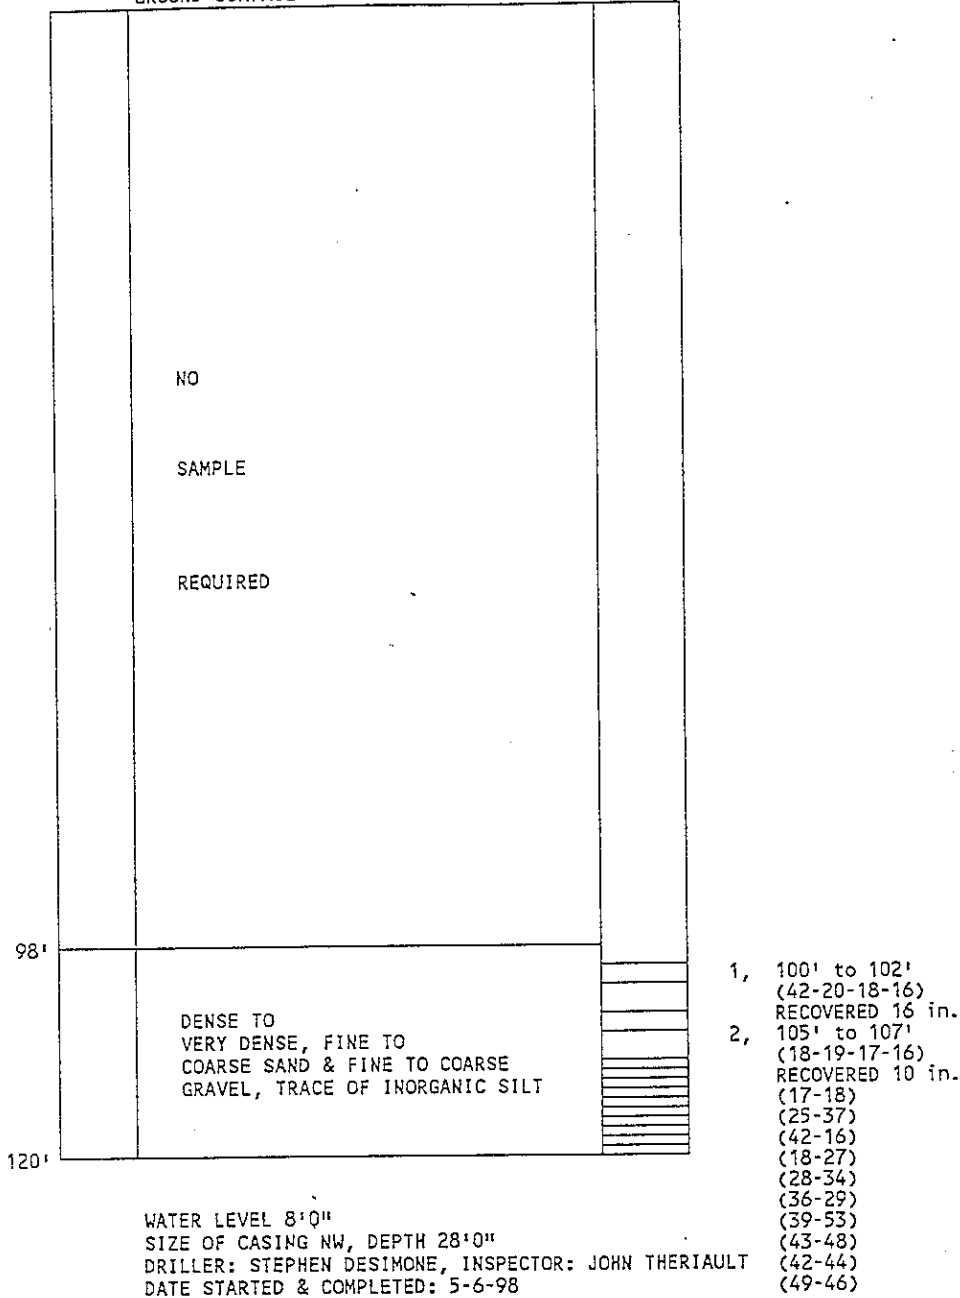 NO
SAMPLE
REQUIRED
98'
DENSE TO
VERY DENSE, FINE TO
COARSE SAND & FINE TO COARSE
GRAVEL, TRACE OF INORGANIC SILT
120'
1, 100' to 102'
(42-20-18-16)
RECOVERED 16 in.
2, 105' to 107'
(18-19-17-16)
RECOVERED 10 in.
(17-18)
(25-37)
(42-16)
(18-27)
(28-34)
(36-29)
(39-53)
(43-48)
(42-44)
(49-46)
WATER LEVEL 8'0"
SIZE OF CASING NW, DEPTH 28'0"
DRILLER: STEPHEN DESIMONE, INSPECTOR: JOHN THERIAULT
DATE STARTED & COMPLETED: 5-6-98